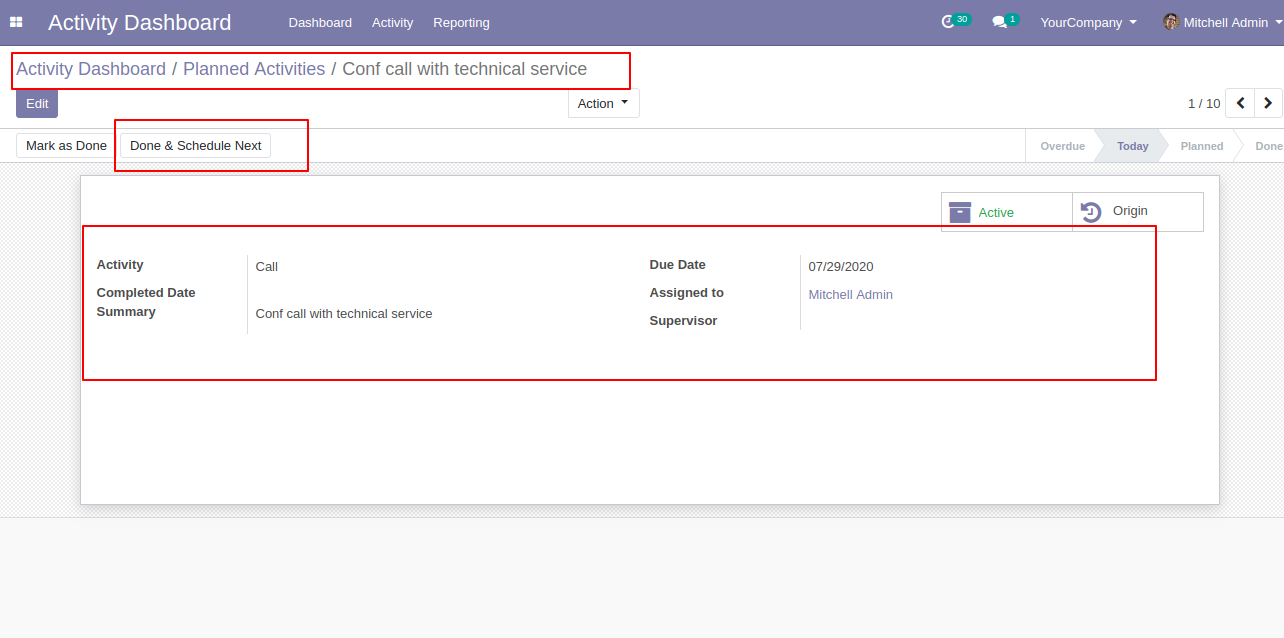 Activity Dashboard Dashboard Activity Reporting 30 1 YourCompany Mitchell Admin
Activity Dashboard / Planned Activities / Conf call with technical service
Edit Action 1 / 10
Mark as Done Done & Schedule Next Overdue Today Planned Done
Active Origin
Activity Call Due Date 07/29/2020
Completed Date Assigned to Mitchell Admin
Summary Conf call with technical service Supervisor